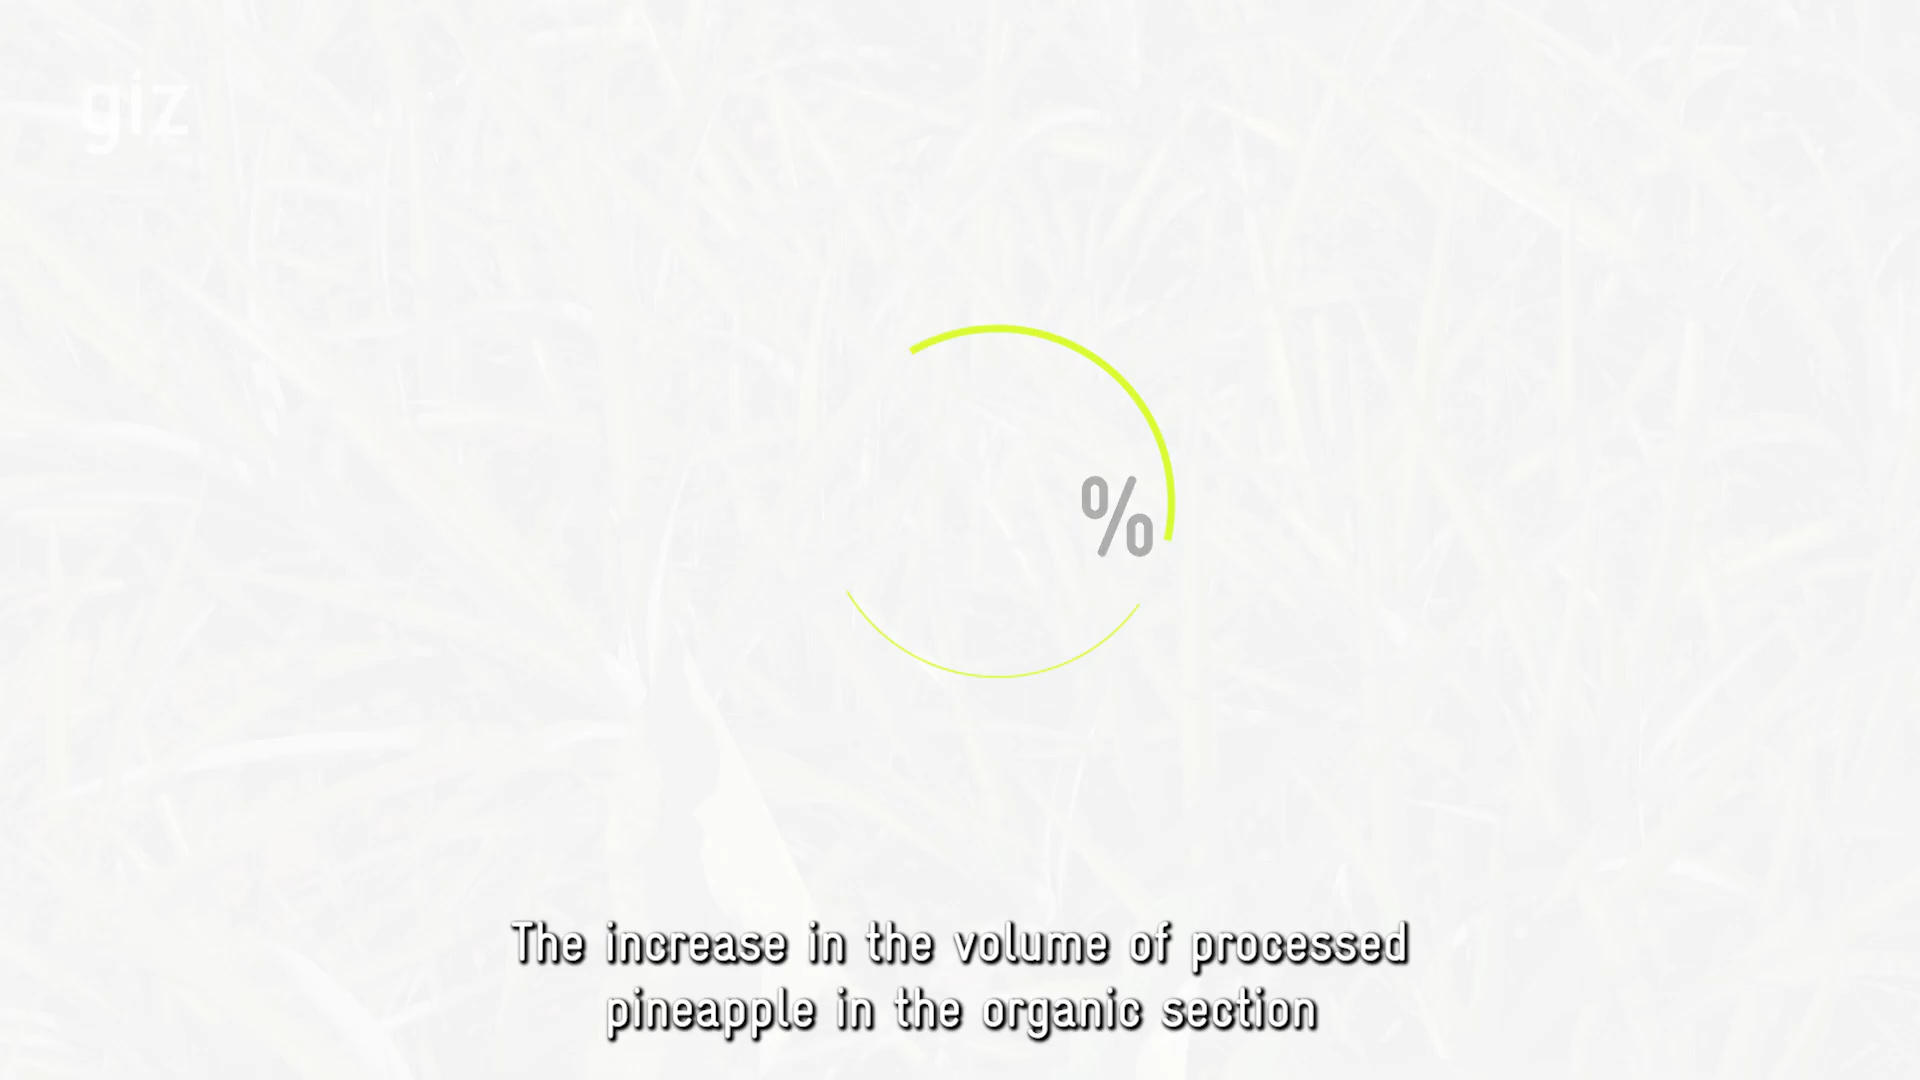 giz
%
The increase in the volume of processed
pineapple in the organic section